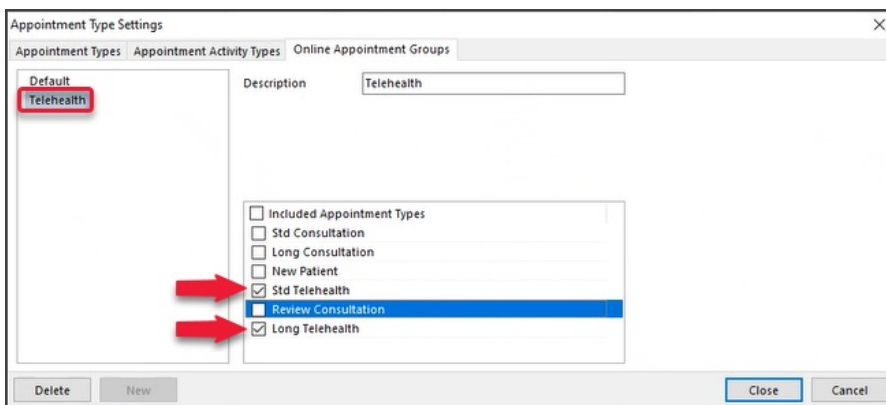 Appointment Type Settings
Appointment Types Appointment Activity Types Online Appointment Groups
Default
Telehealth
Description Telehealth
Included Appointment Types
Std Consultation
Long Consultation
New Patient
Std Telehealth
Review Consultation
Long Telehealth
Delete New Close Cancel